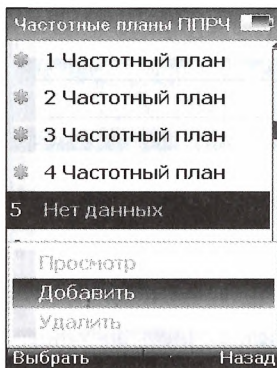 Частотные планы ППРЧ
1 Частотный план
2 Частотный план
3 Частотный план
4 Частотный план
5 Нет данных
Просмотр
Добавить
Удалить
Выбрать Назад